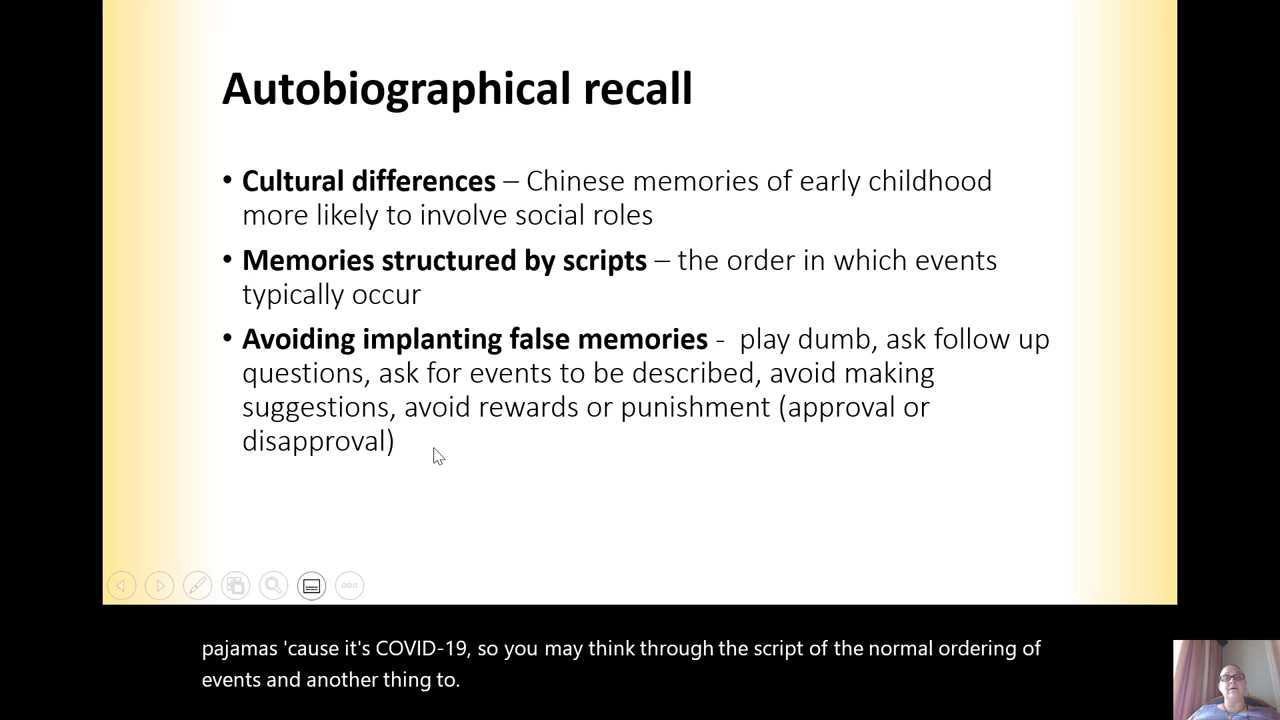 Autobiographical recall
• Cultural differences – Chinese memories of early childhood
more likely to involve social roles
• Memories structured by scripts – the order in which events
typically occur
• Avoiding implanting false memories -  play dumb, ask follow up
questions, ask for events to be described, avoid making
suggestions, avoid rewards or punishment (approval or
disapproval)
pajamas 'cause it's COVID-19, so you may think through the script of the normal ordering of
events and another thing to.